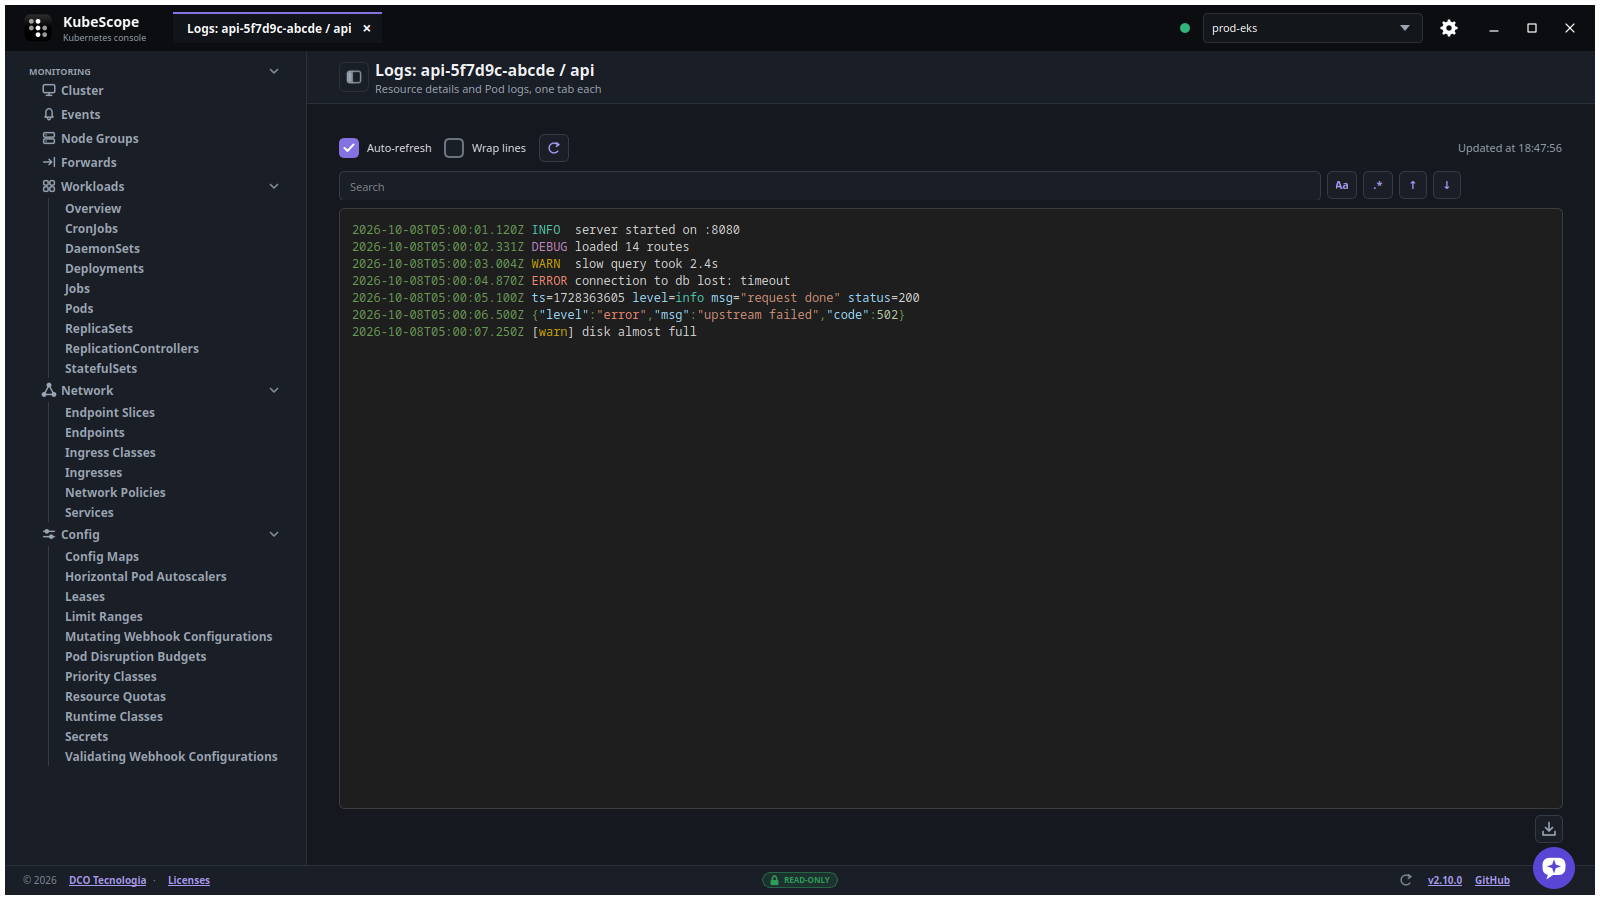 KubeScope
Kubernetes console
Logs: api-5f7d9c-abcde / api
prod-eks
MONITORING
Cluster
Events
Node Groups
Forwards
Workloads
Overview
CronJobs
DaemonSets
Deployments
Jobs
Pods
ReplicaSets
ReplicationControllers
StatefulSets
Network
Endpoint Slices
Endpoints
Ingress Classes
Ingresses
Network Policies
Services
Config
Config Maps
Horizontal Pod Autoscalers
Leases
Limit Ranges
Mutating Webhook Configurations
Pod Disruption Budgets
Priority Classes
Resource Quotas
Runtime Classes
Secrets
Validating Webhook Configurations
Logs: api-5f7d9c-abcde / api
Resource details and Pod logs, one tab each
Auto-refresh
Wrap lines
Updated at 18:47:56
Search
Aa
.*
↑
↓
2026-10-08T05:00:01.120Z INFO  server started on :8080
2026-10-08T05:00:02.331Z DEBUG loaded 14 routes
2026-10-08T05:00:03.004Z WARN  slow query took 2.4s
2026-10-08T05:00:04.870Z ERROR connection to db lost: timeout
2026-10-08T05:00:05.100Z ts=1728363605 level=info msg="request done" status=200
2026-10-08T05:00:06.500Z {"level":"error","msg":"upstream failed","code":502}
2026-10-08T05:00:07.250Z [warn] disk almost full
© 2026 DCO Tecnologia · Licenses
READ-ONLY
v2.10.0 GitHub